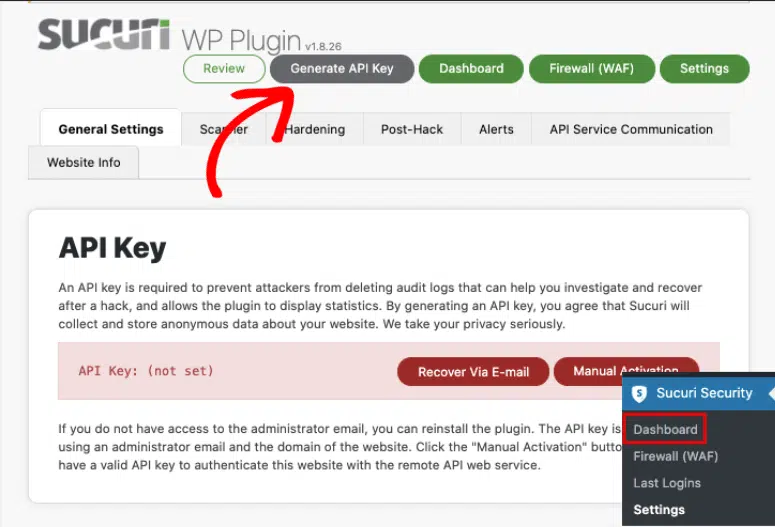 sucuri WP Plugin v1.8.26
Review Generate API Key Dashboard Firewall (WAF) Settings
General Settings Scanner Hardening Post-Hack Alerts API Service Communication
Website Info
API Key
An API key is required to prevent attackers from deleting audit logs that can help you investigate and recover
after a hack, and allows the plugin to display statistics. By generating an API key, you agree that Sucuri will
collect and store anonymous data about your website. We take your privacy seriously.
API Key: (not set) Recover Via E-mail Manual Activation
If you do not have access to the administrator email, you can reinstall the plugin. The API key is
using an administrator email and the domain of the website. Click the "Manual Activation"
have a valid API key to authenticate this website with the remote API web service.
Sucuri Security
Dashboard
Firewall (WAF)
Last Logins
Settings